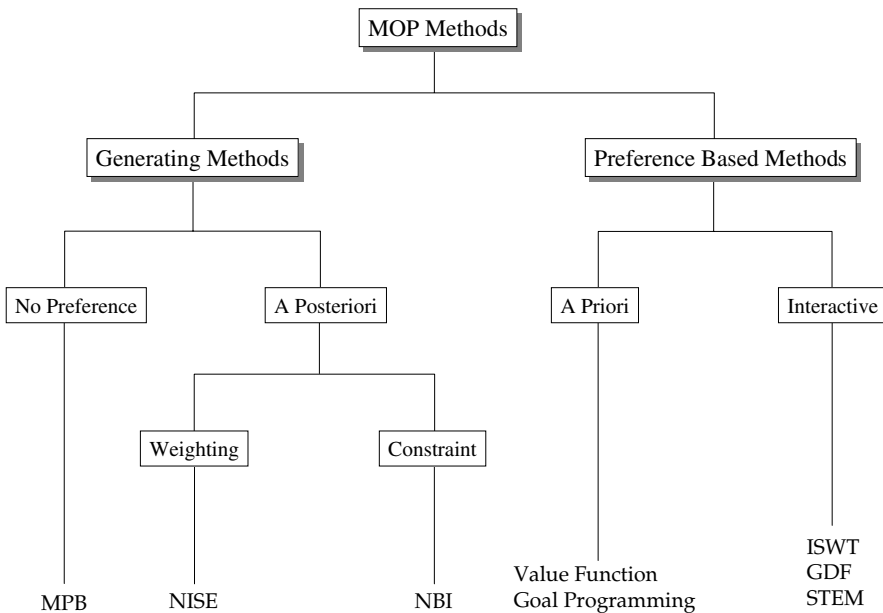 MOP Methods
Generating Methods
Preference Based Methods
No Preference
A Posteriori
A Priori
Interactive
Weighting
Constraint
MPB
NISE
NBI
Value Function
Goal Programming
ISWT
GDF
STEM